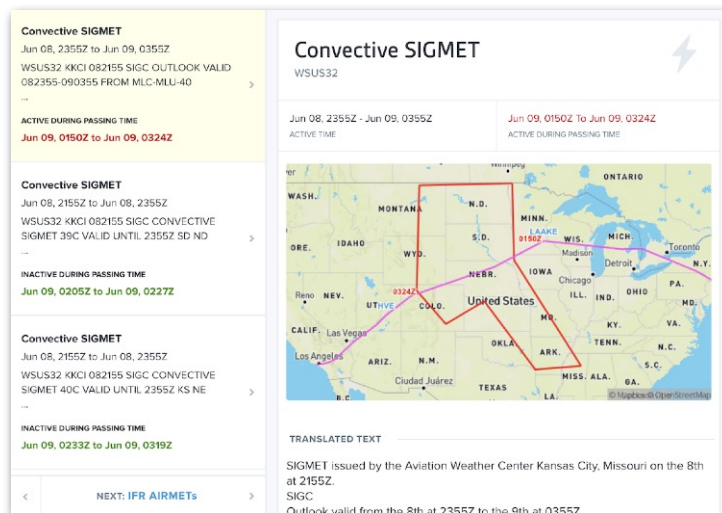 Convective SIGMET
Jun 08, 2355Z to Jun 09, 0355Z
WSUS32 KKCI 082155 SIGC OUTLOOK VALID
082355-090355 FROM MLC-MLU-40
...
ACTIVE DURING PASSING TIME
Jun 09, 0150Z to Jun 09, 0324Z
Convective SIGMET
Jun 08, 2155Z to Jun 08, 2355Z
WSUS32 KKCI 082155 SIGC CONVECTIVE
SIGMET 39C VALID UNTIL 2355Z SD ND
...
INACTIVE DURING PASSING TIME
Jun 09, 0205Z to Jun 09, 0227Z
Convective SIGMET
Jun 08, 2155Z to Jun 08, 2355Z
WSUS32 KKCI 082155 SIGC CONVECTIVE
SIGMET 40C VALID UNTIL 2355Z KS NE
...
INACTIVE DURING PASSING TIME
Jun 09, 0233Z to Jun 09, 0319Z
NEXT: IFR AIRMETs
Convective SIGMET
WSUS32
Jun 08, 2355Z - Jun 09, 0355Z
ACTIVE TIME
Jun 09, 0150Z To Jun 09, 0324Z
ACTIVE DURING PASSING TIME
Winnipeg
ONTARIO
WASH.
MONTANA
N.D.
MINN.
LAAKE
0150Z
WIS.
MICH.
Toronto
ORE.
IDAHO
S.D.
WYO.
Madison
Detroit
N.Y.
NEBR.
IOWA
Chicago
PA.
Reno
NEV.
UT
HVE
0324Z
COLO.
United States
ILL.
IND.
OHIO
MD.
MO.
CALIF.
Las Vegas
KY.
VA.
Los Angeles
ARIZ.
N.M.
OKLA.
ARK.
TENN.
N.C.
Ciudad Juárez
TEXAS
MISS.
ALA.
GA.
S.C.
B.C.
LA.
© Mapbox © OpenStreetMap
TRANSLATED TEXT
SIGMET issued by the Aviation Weather Center Kansas City, Missouri on the 8th
at 2155Z.
SIGC
Outlook valid from the 8th at 2355Z to the 9th at 0355Z